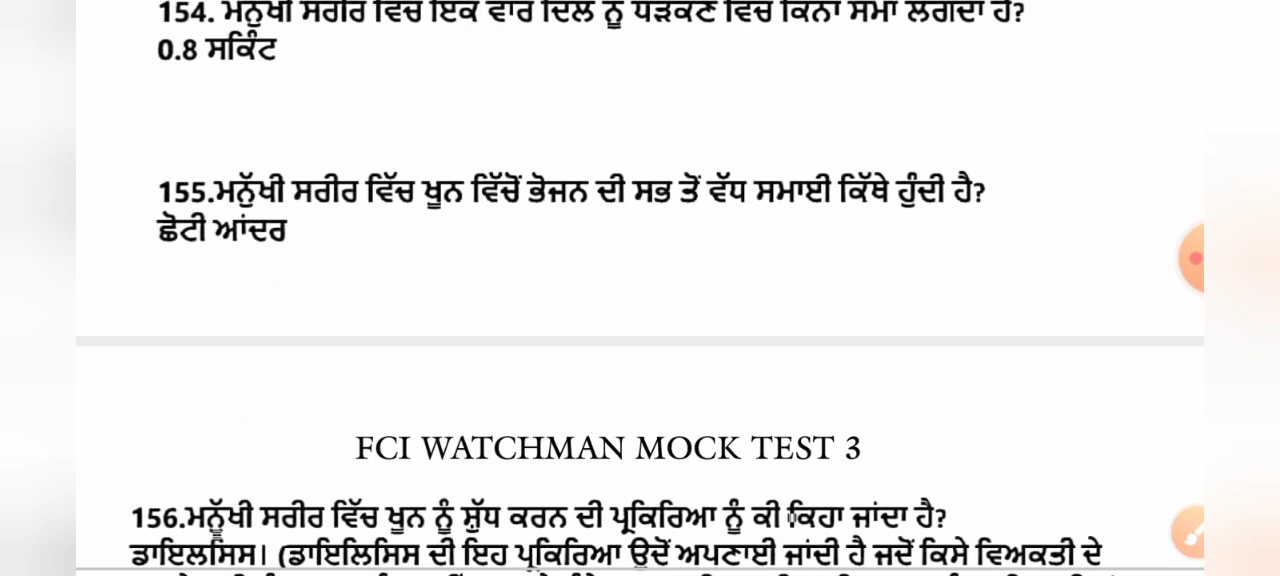 154. ਮਨੁੱਖੀ ਸਰੀਰ ਵਿੱਚ ਇਕ ਵਾਰ ਦਿਲ ਨੂੰ ਧੜਕਣ ਵਿੱਚ ਕਿੰਨਾ ਸਮਾਂ ਲਗਦਾ ਹੈ?
0.8 ਸਕਿੰਟ
155.ਮਨੁੱਖੀ ਸਰੀਰ ਵਿੱਚ ਖੂਨ ਵਿੱਚੋਂ ਭੋਜਨ ਦੀ ਸਭ ਤੋਂ ਵੱਧ ਸਮਾਈ ਕਿੱਥੇ ਹੁੰਦੀ ਹੈ?
ਛੋਟੀ ਆਂਦਰ
FCI WATCHMAN MOCK TEST 3
156.ਮਨੁੱਖੀ ਸਰੀਰ ਵਿੱਚ ਖੂਨ ਨੂੰ ਸ਼ੁੱਧ ਕਰਨ ਦੀ ਪ੍ਰਕਿਰਿਆ ਨੂੰ ਕੀ ਕਿਹਾ ਜਾਂਦਾ ਹੈ?
ਡਾਇਲਸਿਸ। (ਡਾਇਲਿਸਿਸ ਦੀ ਇਹ ਪ੍ਰਕਿਰਿਆ ਉਦੋਂ ਅਪਣਾਈ ਜਾਂਦੀ ਹੈ ਜਦੋਂ ਕਿਸੇ ਵਿਅਕਤੀ ਦੇ